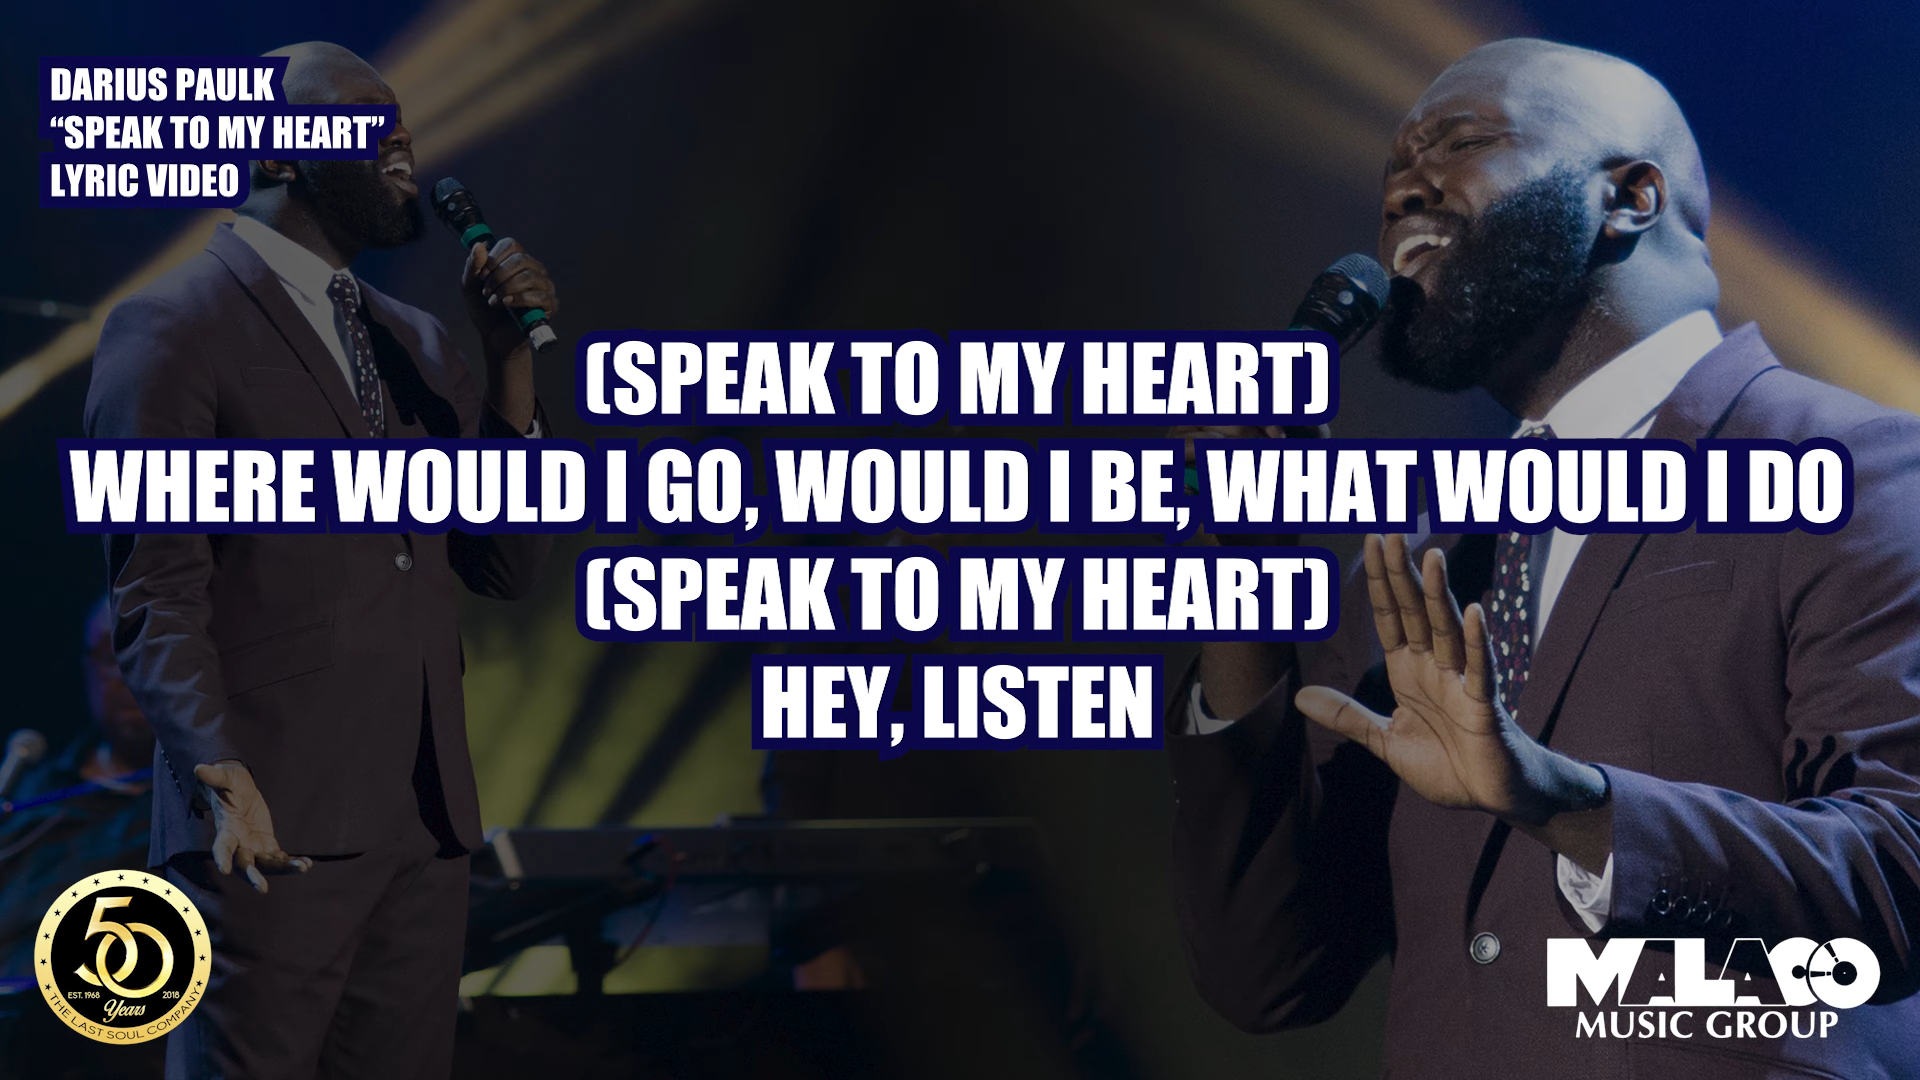 DARIUS PAULK
“SPEAK TO MY HEART”
LYRIC VIDEO
(SPEAK TO MY HEART)
WHERE WOULD I GO, WOULD I BE, WHAT WOULD I DO
(SPEAK TO MY HEART)
HEY, LISTEN
50
EST. 1968
2018
Years
THE LAST SOUL COMPANY
MALACO
MUSIC GROUP